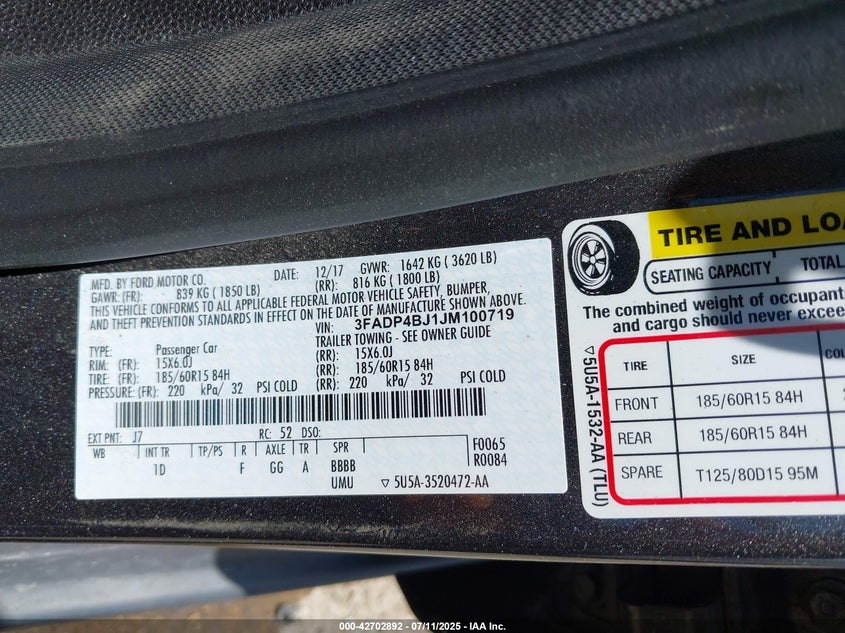 MFD. BY FORD MOTOR CO.
DATE: 12/17
GVWR: 1642 KG ( 3620 LB)
GAWR: (FR): 839 KG ( 1850 LB)
(RR): 816 KG ( 1800 LB)
THIS VEHICLE CONFORMS TO ALL APPLICABLE FEDERAL MOTOR VEHICLE SAFETY, BUMPER,
AND THEFT PREVENTION STANDARDS IN EFFECT ON THE DATE OF MANUFACTURE SHOWN ABOVE.
VIN: 3FADP4BJ1JM100719
TYPE: Passenger Car
TRAILER TOWING - SEE OWNER GUIDE
RIM: (FR): 15X6.0J
(RR): 15X6.0J
TIRE: (FR): 185/60R15 84H
(RR): 185/60R15 84H
PRESSURE: (FR): 220 kPa/ 32 PSI COLD
(RR): 220 kPa/ 32 PSI COLD
EXT PNT: J7 RC: 52 DSO:
WB INT TR TP/PS R AXLE TR SPR
1D F GG A BBBB
UMU
F0065
R0084
▽ 5U5A-3520472-AA
TIRE AND LOA
SEATING CAPACITY TOTAL
The combined weight of occupant
and cargo should never excee
▽5U5A-1532-AA (TLU)
TIRE SIZE COL
FRONT 185/60R15 84H 2
REAR 185/60R15 84H
SPARE T125/80D15 95M
000-42702892 - 07/11/2025 - IAA Inc.